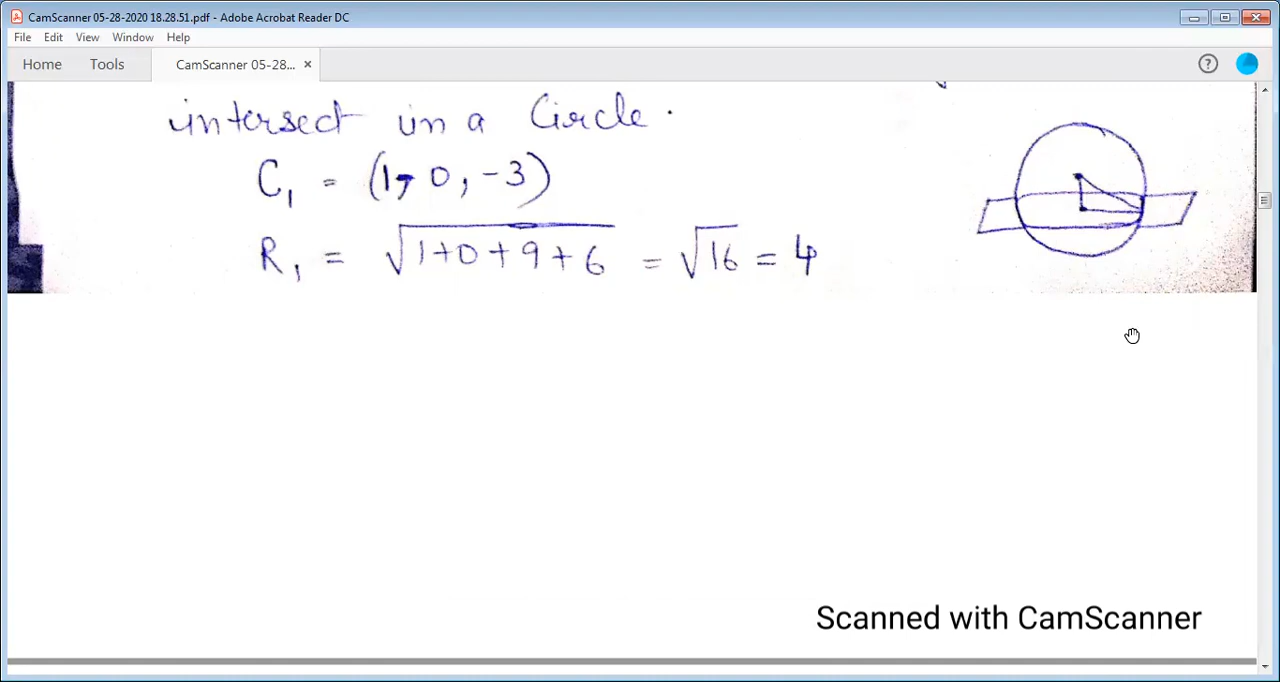 CamScanner 05-28-2020 18.28.51.pdf - Adobe Acrobat Reader DC
File Edit View Window Help
Home Tools CamScanner 05-28... ×
intersect in a Circle.
C₁ = (1, 0, -3)
R₁ = √(1+0+9+6) = √16 = 4
Scanned with CamScanner